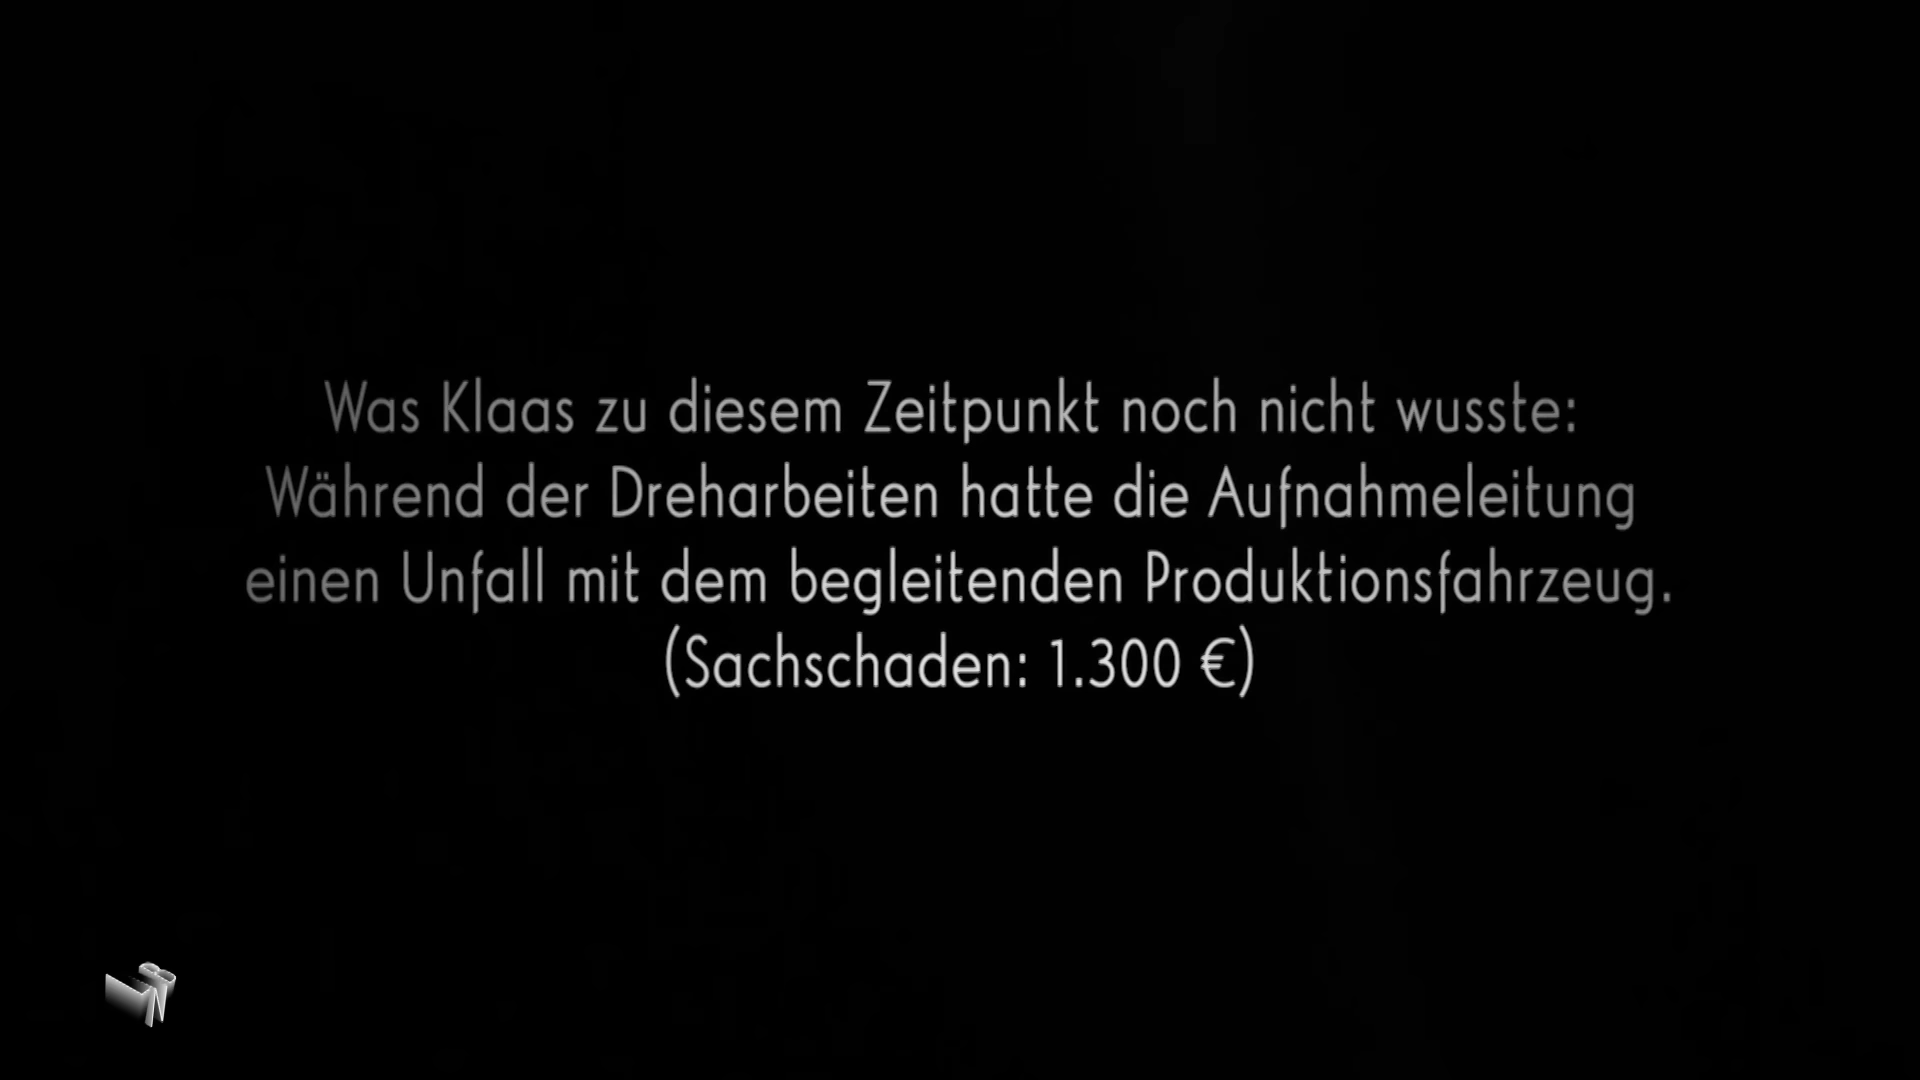 Was Klaas zu diesem Zeitpunkt noch nicht wusste:
Während der Dreharbeiten hatte die Aufnahmeleitung
einen Unfall mit dem begleitenden Produktionsfahrzeug.
(Sachschaden: 1.300 €)